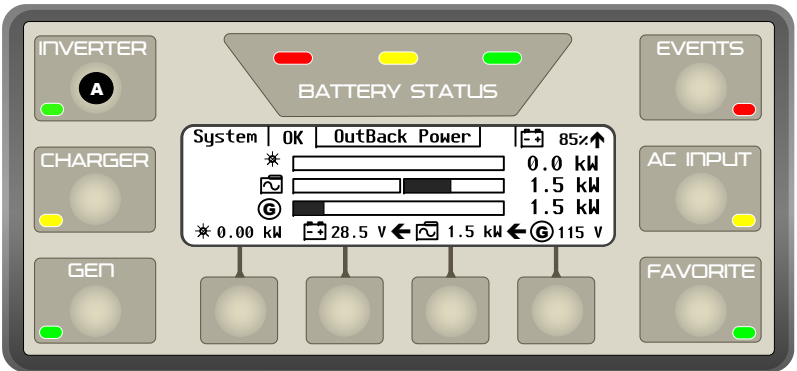 INVERTER
A
EVENTS
BATTERY STATUS
System OK OutBack Power 85%
0.0 kW
CHARGER
1.5 kW
AC INPUT
G 1.5 kW
0.00 kW 28.5 V 1.5 kW G 115 V
GEN
FAVORITE